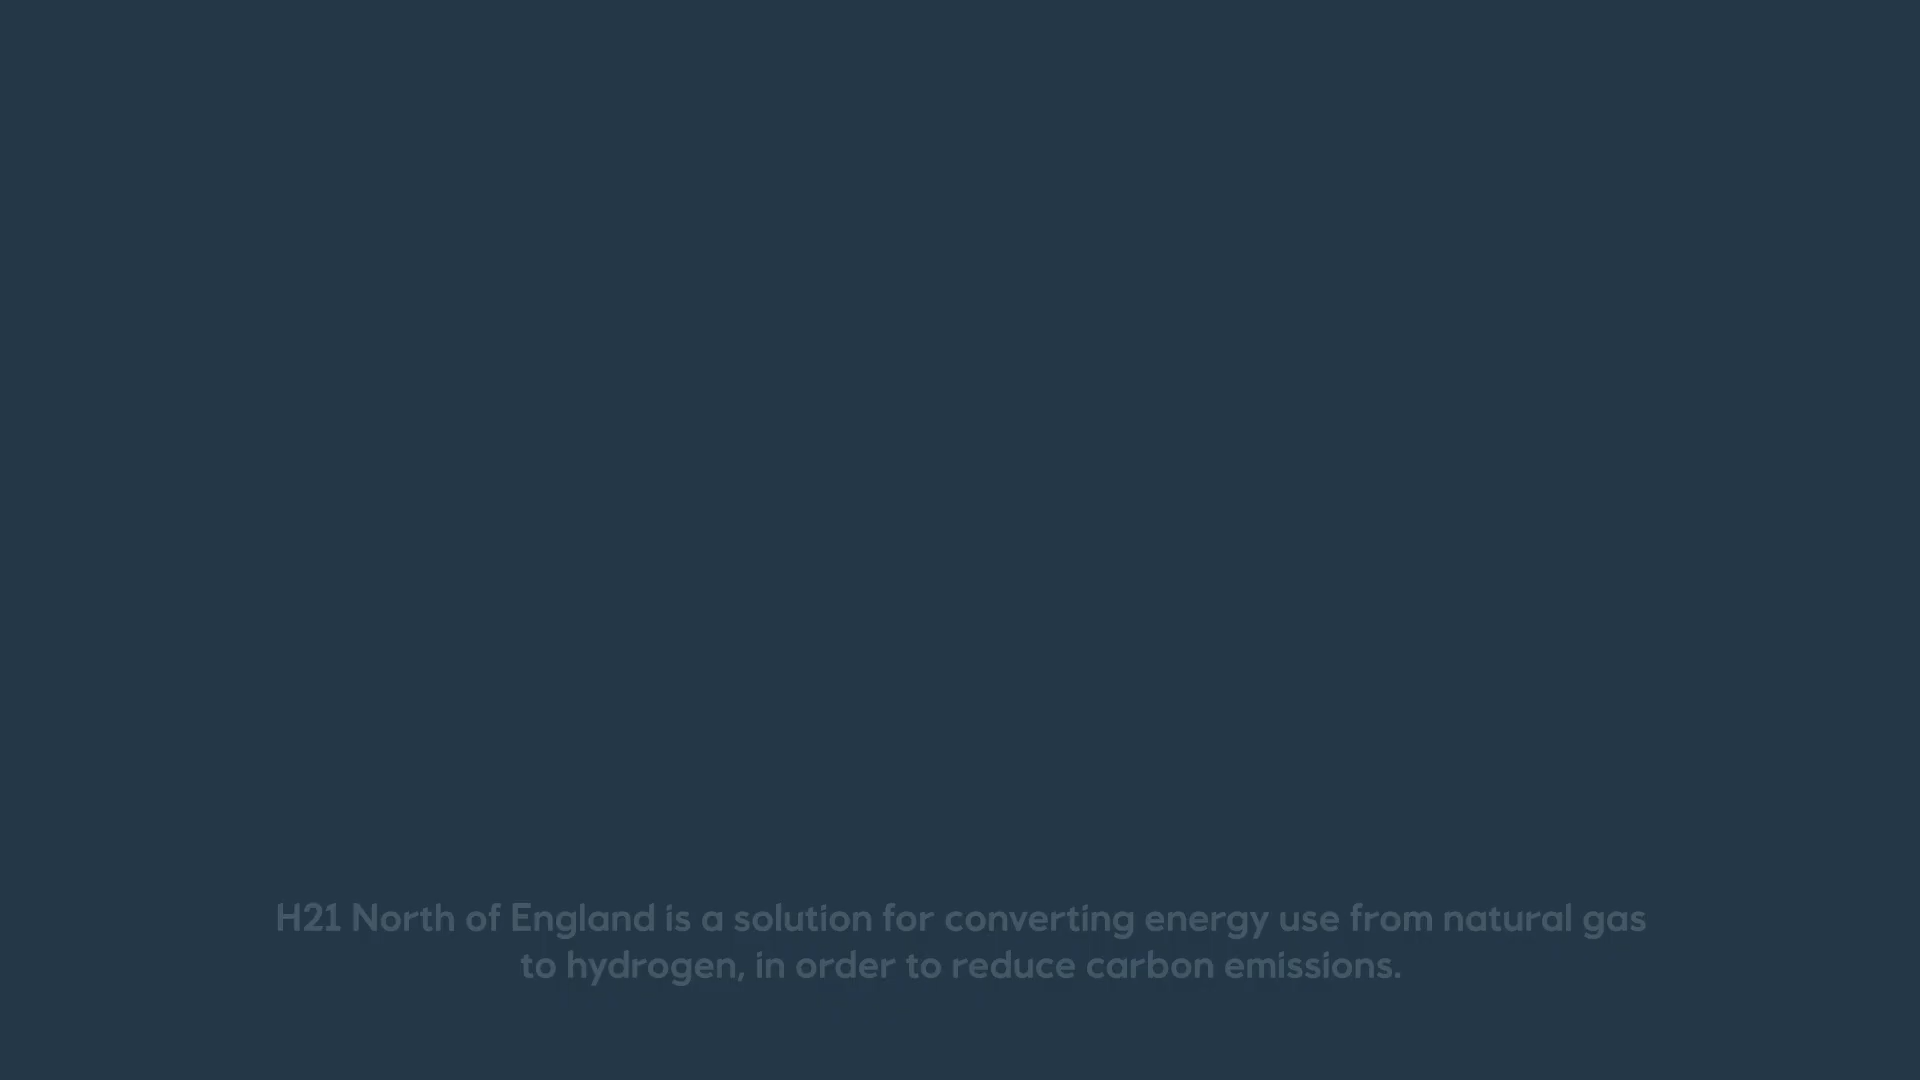 H21 North of England is a solution for converting energy use from natural gas
to hydrogen, in order to reduce carbon emissions.